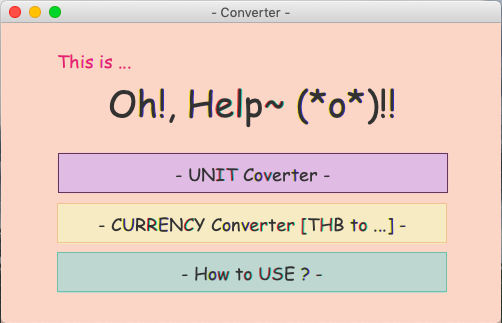 - Converter -
This is ...
Oh!, Help~ (*o*)!!
- UNIT Coverter -
- CURRENCY Converter [THB to ...] -
- How to USE ? -